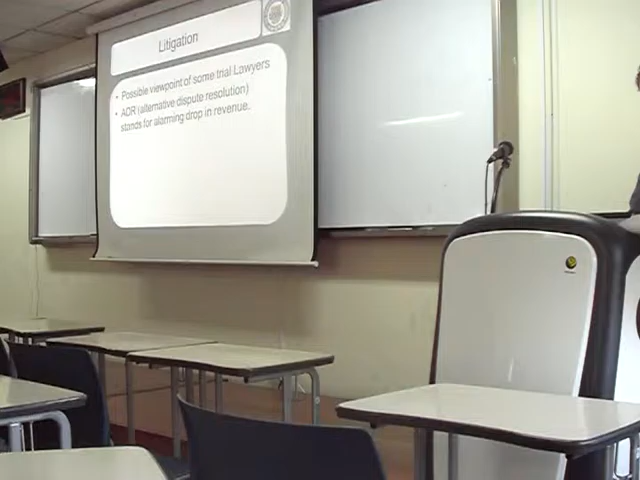 Litigation
• Possible viewpoint of some trial Lawyers
• ADR (alternative dispute resolution)
stands for alarming drop in revenue.